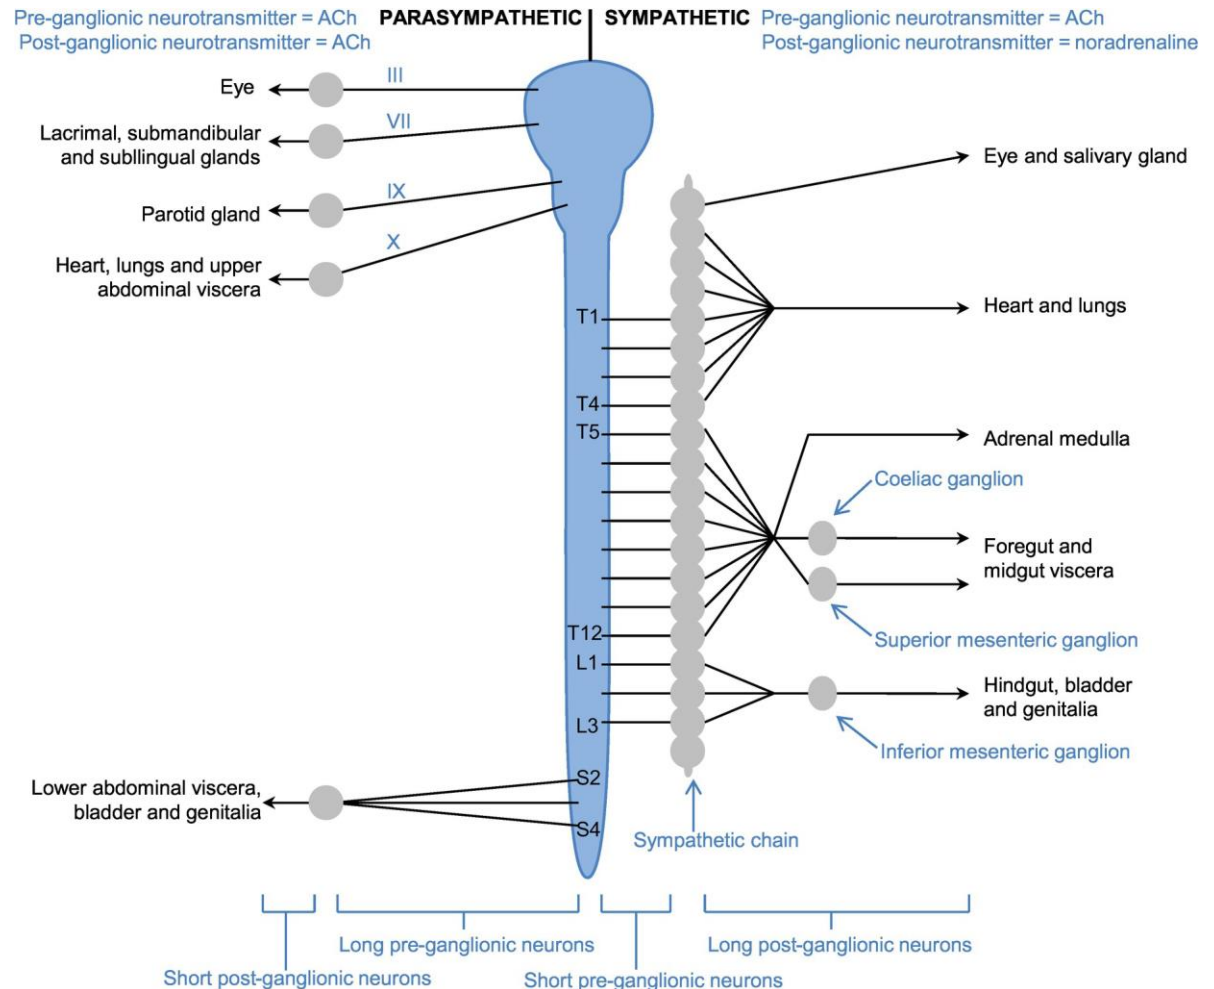 Pre-ganglionic neurotransmitter = ACh
Post-ganglionic neurotransmitter = ACh
PARASYMPATHETIC
SYMPATHETIC
Pre-ganglionic neurotransmitter = ACh
Post-ganglionic neurotransmitter = noradrenaline
Eye
III
Lacrimal, submandibular
and subllingual glands
VII
Parotid gland
IX
Heart, lungs and upper
abdominal viscera
X
Eye and salivary gland
Heart and lungs
T1
T4
T5
Adrenal medulla
Coeliac ganglion
Foregut and
midgut viscera
Superior mesenteric ganglion
T12
L1
L3
Hindgut, bladder
and genitalia
Inferior mesenteric ganglion
Lower abdominal viscera,
bladder and genitalia
S2
S4
Sympathetic chain
Long pre-ganglionic neurons
Long post-ganglionic neurons
Short post-ganglionic neurons
Short pre-ganglionic neurons